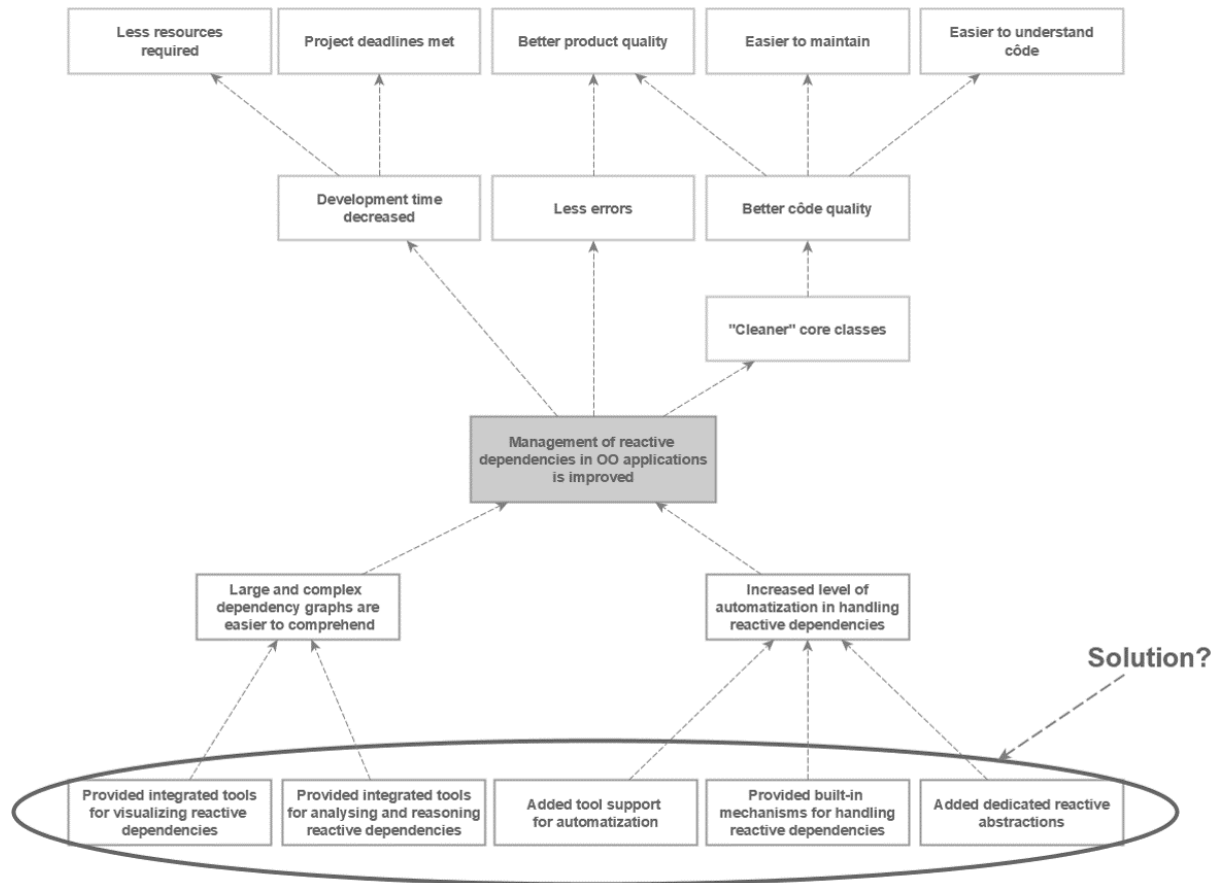 Less resources
required
Project deadlines met
Better product quality
Easier to maintain
Easier to understand
côde
Development time
decreased
Less errors
Better côde quality
"Cleaner" core classes
Management of reactive
dependencies in OO applications
is improved
Large and complex
dependency graphs are
easier to comprehend
Increased level of
automatization in handling
reactive dependencies
Solution?
Provided integrated tools
for visualizing reactive
dependencies
Provided integrated tools
for analysing and reasoning
reactive dependencies
Added tool support
for automatization
Provided built-in
mechanisms for handling
reactive dependencies
Added dedicated reactive
abstractions